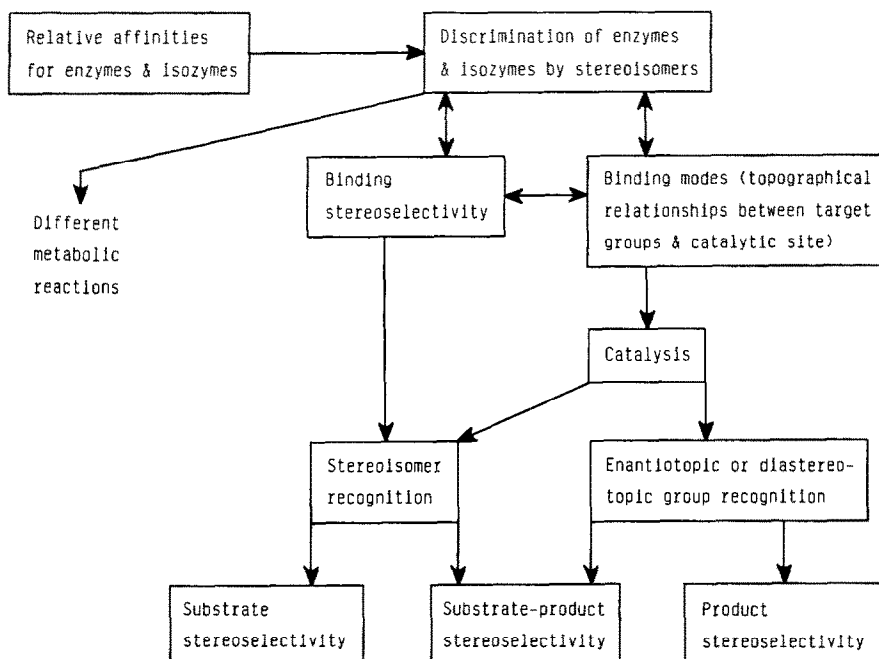 Relative affinities
for enzymes & isozymes
Discrimination of enzymes
& isozymes by stereoisomers
Binding
stereoselectivity
Binding modes (topographical
relationships between target
groups & catalytic site)
Different
metabolic
reactions
Catalysis
Stereoisomer
recognition
Enantiotopic or diastereo-
topic group recognition
Substrate
stereoselectivity
Substrate-product
stereoselectivity
Product
stereoselectivity